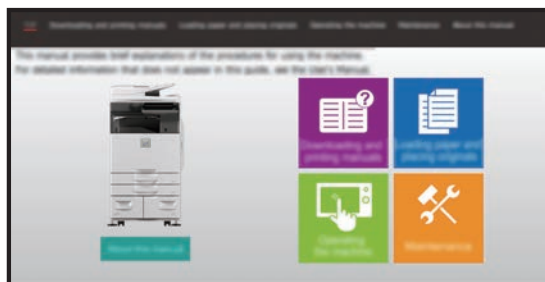 Downloading and printing manuals Loading paper and placing originals Operating the machine Maintenance About this manual
This manual provides brief explanations of the procedures for using the machine.
For detailed information that does not appear in this guide, see the User's Manual.
?
Downloading and
printing manuals
Loading paper and
placing originals
Operating
the machine
Maintenance
About this manual